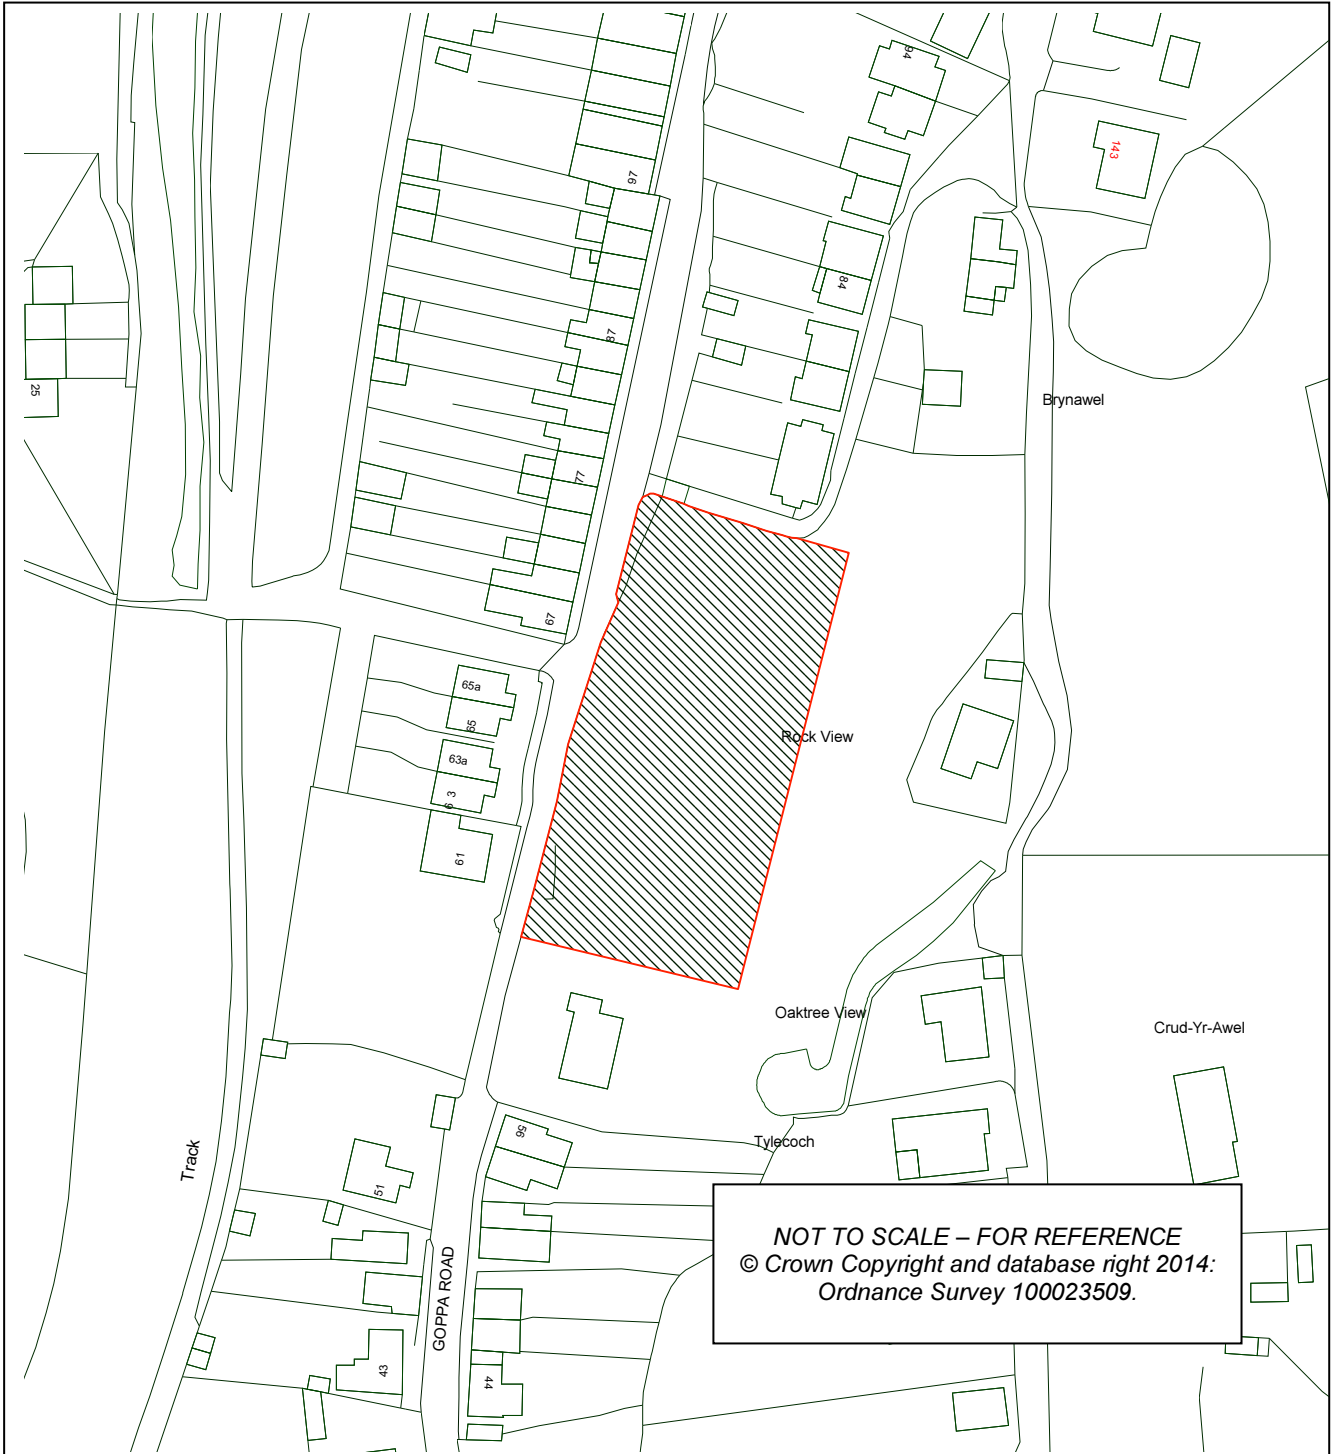 94
143
97
84
87
25
Brynawel
77
67
65a
65
Rock View
63a
6 3
61
Oaktree View
Crud-Yr-Awel
56
Tylecoch
Track
51
NOT TO SCALE – FOR REFERENCE
© Crown Copyright and database right 2014:
Ordnance Survey 100023509.
GOPPA ROAD
43
44